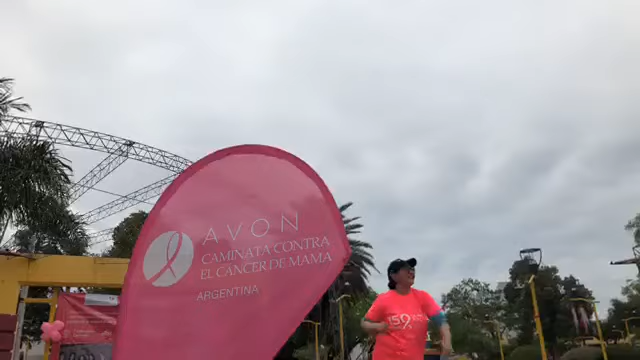 AVON
CAMINATA CONTRA
EL CÁNCER DE MAMA
ARGENTINA